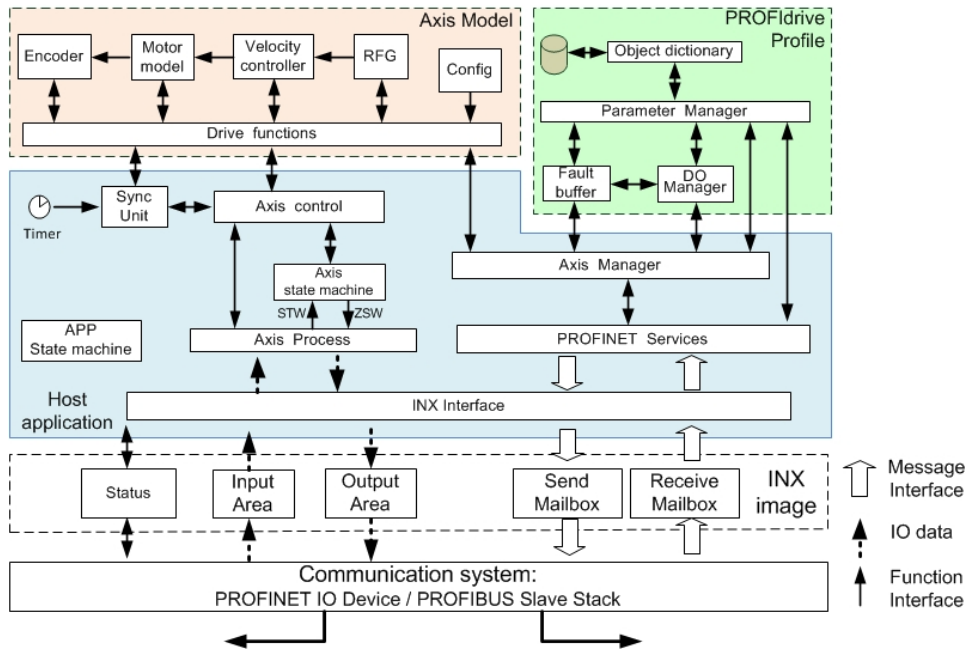 Axis Model
PROFIdrive
Profile
Encoder
Motor
model
Velocity
controller
RFG
Config
Object dictionary
Drive functions
Parameter Manager
Fault
buffer
DO
Manager
Timer
Sync
Unit
Axis control
Axis
state machine
STW
ZSW
Axis Manager
APP
State machine
Axis Process
PROFINET Services
Host
application
INX Interface
Status
Input
Area
Output
Area
Send
Mailbox
Receive
Mailbox
INX
image
Message
Interface
IO data
Function
Interface
Communication system:
PROFINET IO Device / PROFIBUS Slave Stack